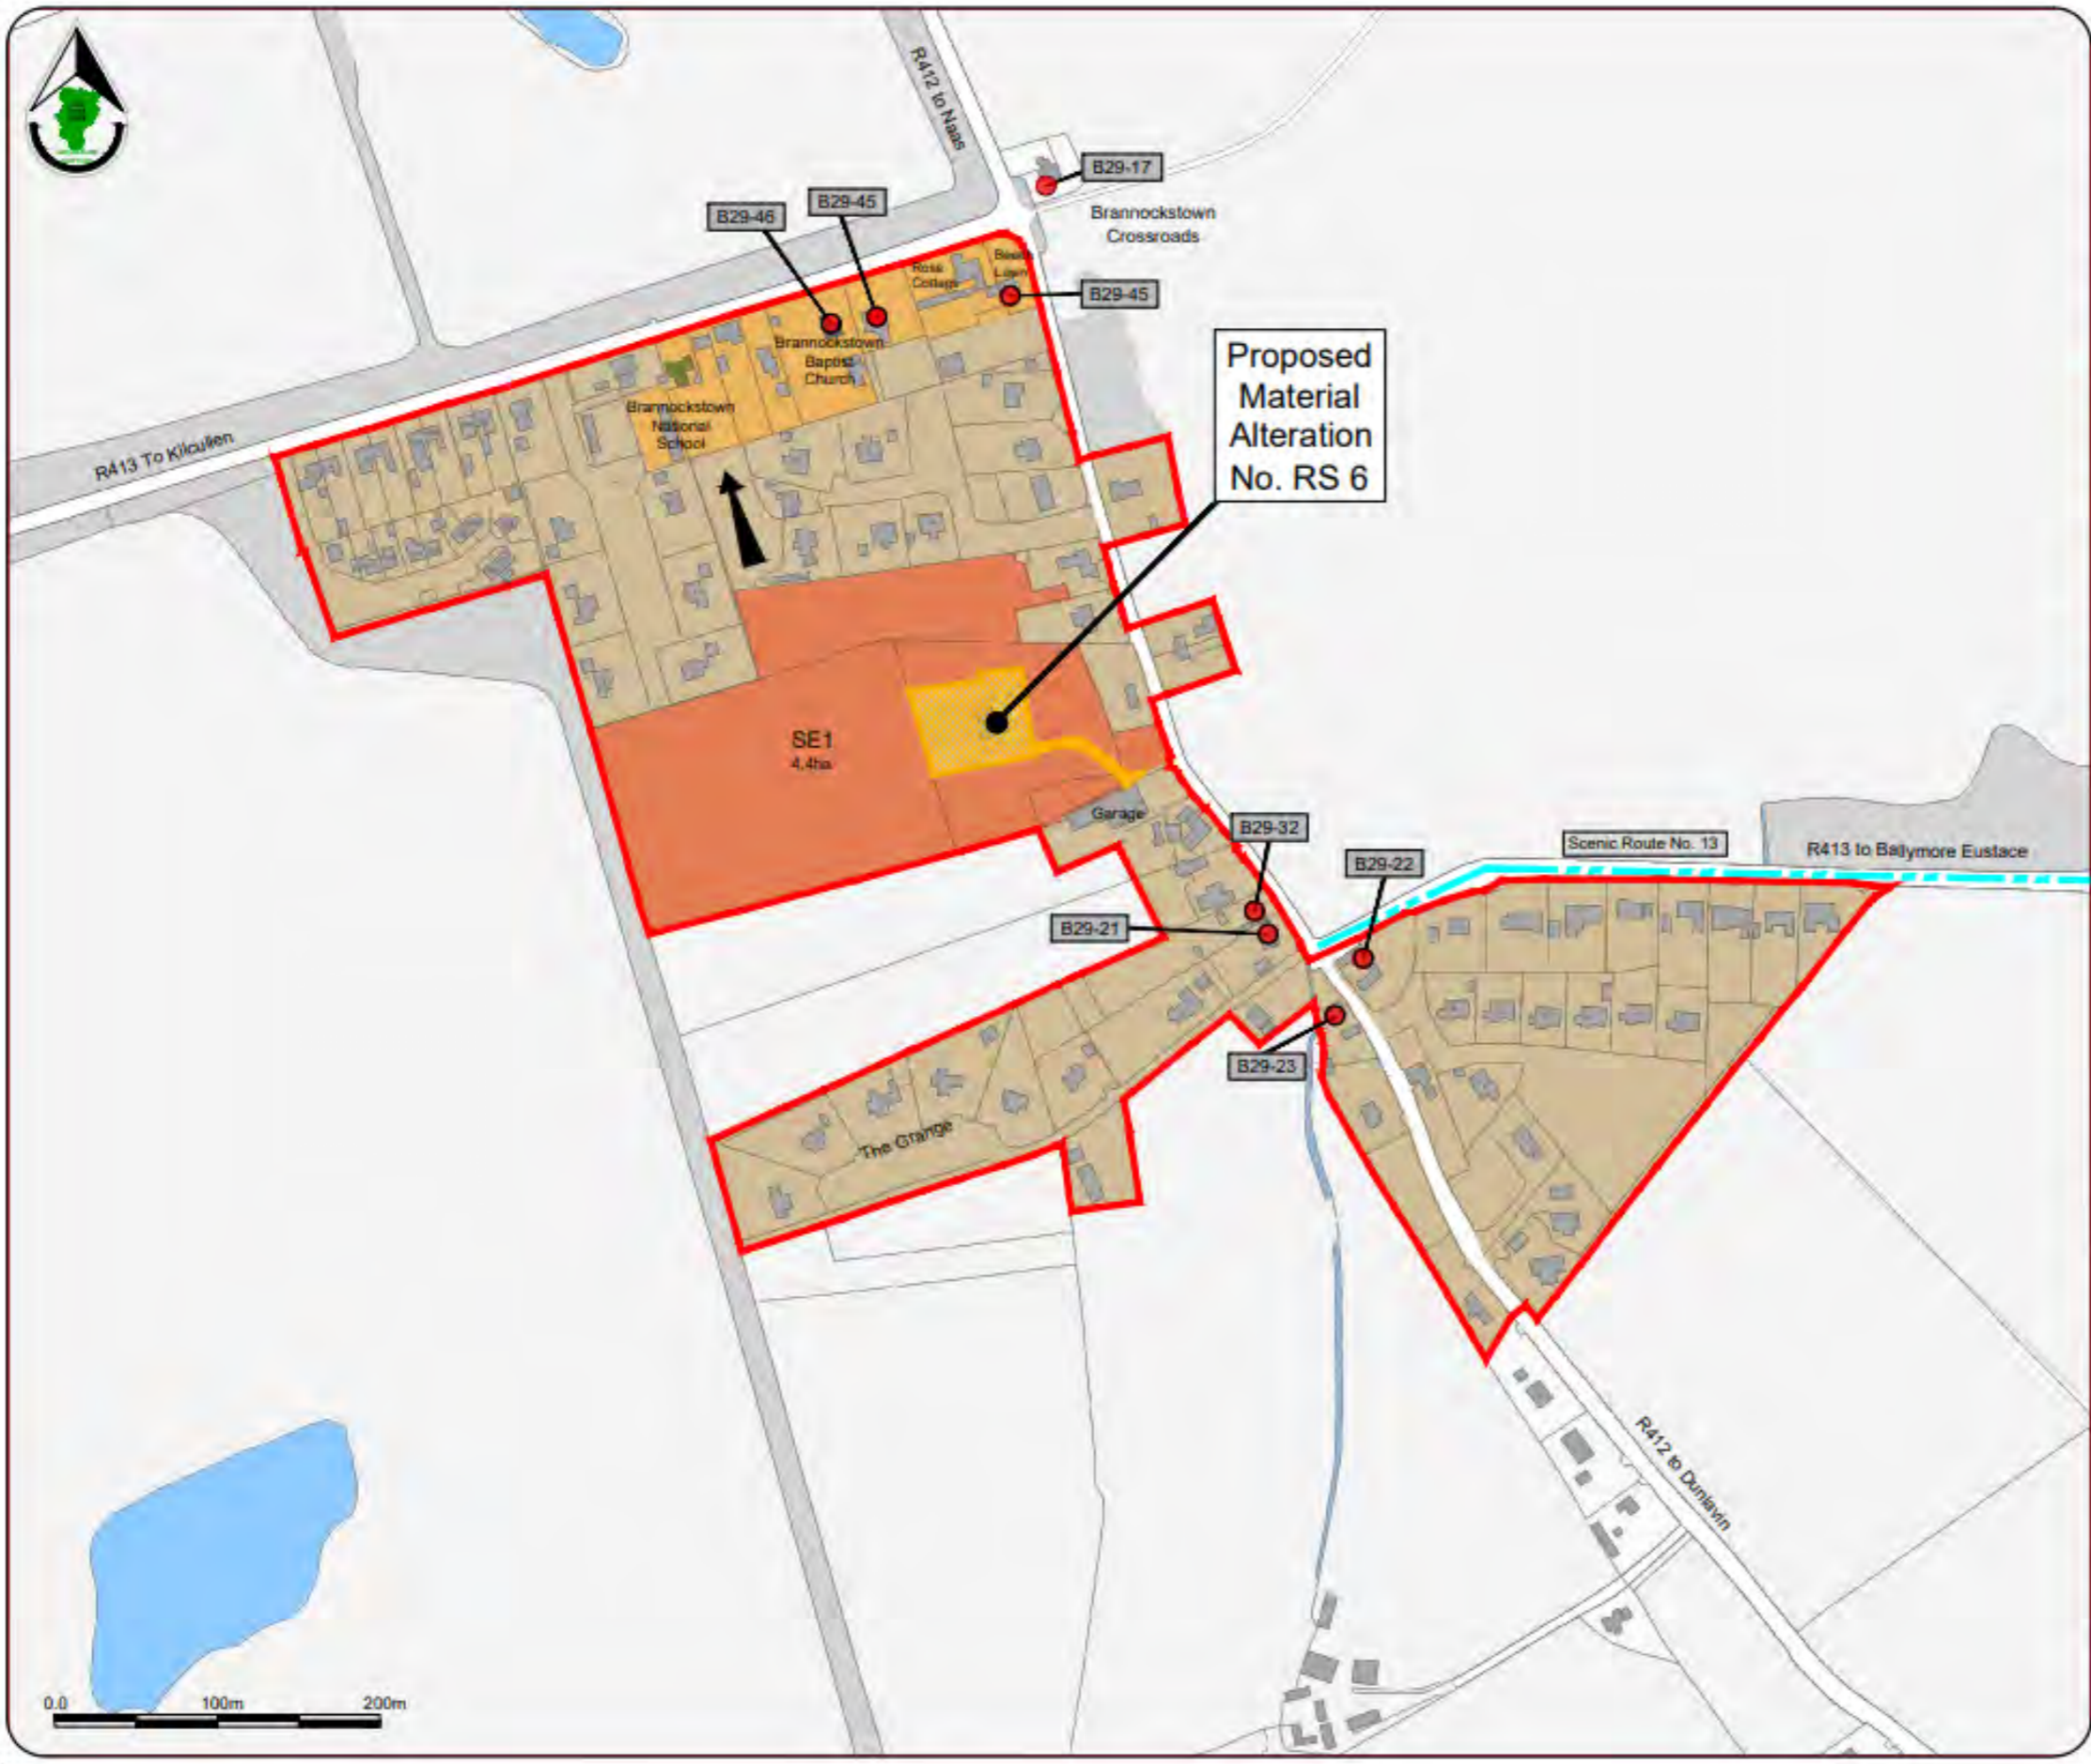 R412 to Naas
B29-17
B29-45
B29-46
Brannockstown
Crossroads
Rose
Cottage
Beech
Lawn
B29-45
Brannockstown
Baptist
Church
Proposed
Material
Alteration
No. RS 6
Brannockstown
National
School
R413 To Kilcullen
SE1
4.4ha
Garage
B29-32
Scenic Route No. 13
R413 to Ballymore Eustace
B29-22
B29-21
B29-23
The Grange
R412 to Dunlavin
0.0 100m 200m